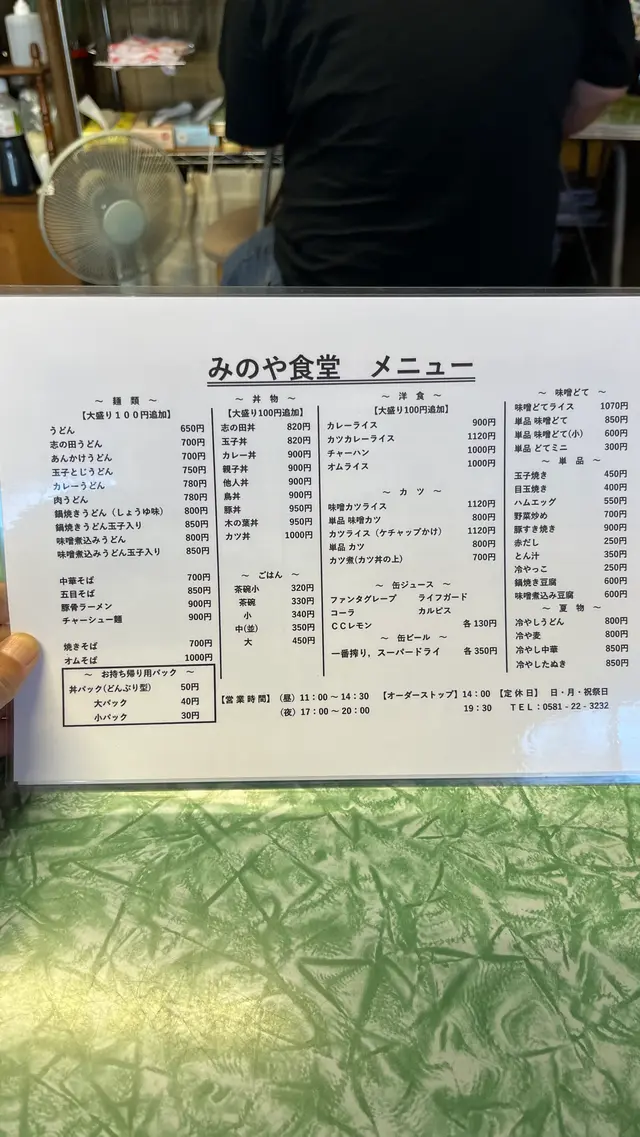 みのや食堂 メニュー
～ 麺 類 ～
【大盛り１００円追加】
うどん 650円
志の田うどん 700円
あんかけうどん 700円
玉子とじうどん 750円
カレーうどん 780円
肉うどん 780円
鍋焼きうどん（しょうゆ味） 800円
鍋焼きうどん玉子入り 850円
味噌煮込みうどん 800円
味噌煮込みうどん玉子入り 850円
中華そば 700円
五目そば 850円
豚骨ラーメン 900円
チャーシュー麺 900円
焼きそば 700円
オムそば 1000円
～ お持ち帰り用パック ～
丼パック(どんぶり型) 50円
大パック 40円
小パック 30円
～ 丼 物 ～
【大盛り100円追加】
志の田丼 820円
玉子丼 820円
カレー丼 900円
親子丼 900円
他人丼 900円
鳥丼 900円
豚丼 950円
木の葉丼 950円
カツ丼 1000円
～ ごはん ～
茶碗小 320円
茶碗 330円
小 340円
中(並) 350円
大 450円
～ 洋 食 ～
【大盛り100円追加】
カレーライス 900円
カツカレーライス 1120円
チャーハン 1000円
オムライス 1000円
～ カ ツ ～
味噌カツライス 1120円
単品 味噌カツ 800円
カツライス（ケチャップかけ） 1120円
単品 カツ 800円
カツ煮(カツ丼の上) 700円
～ 缶ジュース ～
ファンタグレープ ライフガード
コーラ カルピス
ＣＣレモン 各 130円
～ 缶ビール ～
一番搾り，スーパードライ 各 350円
～ 味噌どて ～
味噌どてライス 1070円
単品 味噌どて 850円
単品 味噌どて(小) 600円
単品 どてミニ 300円
～ 単 品 ～
玉子焼き 450円
目玉焼き 400円
ハムエッグ 550円
野菜炒め 700円
豚すき焼き 900円
赤だし 250円
とん汁 350円
冷やっこ 250円
鍋焼き豆腐 600円
味噌煮込み豆腐 600円
～ 夏 物 ～
冷やしうどん 800円
冷や麦 800円
冷やし中華 850円
冷やしたぬき 850円
【営 業 時 間】 （昼）11：00 ～ 14：30 【オーダーストップ】14：00 【定 休 日】 日・月・祝祭日
（夜）17：00 ～ 20：00 19：30 ＴＥＬ：0581 - 22 - 3232